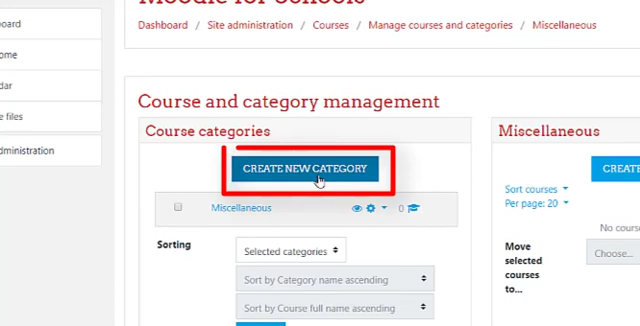 Moodle for Schools
Dashboard / Site administration / Courses / Manage courses and categories / Miscellaneous
board
ome
dar
e files
dministration
Course and category management
Course categories
CREATE NEW CATEGORY
Miscellaneous
0
Sorting
Selected categories
Sort by Category name ascending
Sort by Course full name ascending
Miscellaneous
CREATE
Sort courses
Per page: 20
No cours
Move
selected
courses
to...
Choose...